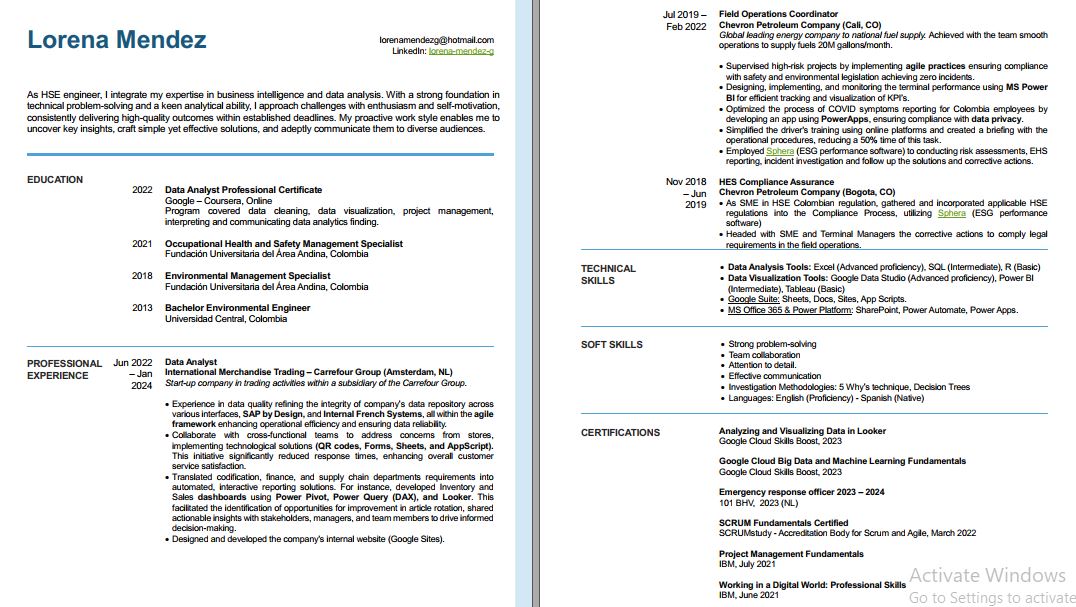 Lorena Mendez
lorenamendezg@hotmail.com
LinkedIn: lorena-mendez-g
As HSE engineer, I integrate my expertise in business intelligence and data analysis. With a strong foundation in
technical problem-solving and a keen analytical ability, I approach challenges with enthusiasm and self-motivation,
consistently delivering high-quality outcomes within established deadlines. My proactive work style enables me to
uncover key insights, craft simple yet effective solutions, and adeptly communicate them to diverse audiences.
EDUCATION
2022 Data Analyst Professional Certificate
Google – Coursera, Online
Program covered data cleaning, data visualization, project management,
interpreting and communicating data analytics finding.
2021 Occupational Health and Safety Management Specialist
Fundación Universitaria del Área Andina, Colombia
2018 Environmental Management Specialist
Fundación Universitaria del Área Andina, Colombia
2013 Bachelor Environmental Engineer
Universidad Central, Colombia
PROFESSIONAL EXPERIENCE
Jun 2022 – Jan 2024
Data Analyst
International Merchandise Trading – Carrefour Group (Amsterdam, NL)
Start-up company in trading activities within a subsidiary of the Carrefour Group.
• Experience in data quality refining the integrity of company's data repository across
various interfaces, SAP by Design, and Internal French Systems, all within the agile
framework enhancing operational efficiency and ensuring data reliability.
• Collaborate with cross-functional teams to address concerns from stores,
implementing technological solutions (QR codes, Forms, Sheets, and AppScript).
This initiative significantly reduced response times, enhancing overall customer
service satisfaction.
• Translated codification, finance, and supply chain departments requirements into
automated, interactive reporting solutions. For instance, developed Inventory and
Sales dashboards using Power Pivot, Power Query (DAX), and Looker. This
facilitated the identification of opportunities for improvement in article rotation, shared
actionable insights with stakeholders, managers, and team members to drive informed
decision-making.
• Designed and developed the company's internal website (Google Sites).
Jul 2019 – Feb 2022
Field Operations Coordinator
Chevron Petroleum Company (Cali, CO)
Global leading energy company to national fuel supply. Achieved with the team smooth
operations to supply fuels 20M gallons/month.
• Supervised high-risk projects by implementing agile practices ensuring compliance
with safety and environmental legislation achieving zero incidents.
• Designing, implementing, and monitoring the terminal performance using MS Power
BI for efficient tracking and visualization of KPI's.
• Optimized the process of COVID symptoms reporting for Colombia employees by
developing an app using PowerApps, ensuring compliance with data privacy.
• Simplified the driver's training using online platforms and created a briefing with the
operational procedures, reducing a 50% time of this task.
• Employed Sphera (ESG performance software) to conducting risk assessments, EHS
reporting, incident investigation and follow up the solutions and corrective actions.
Nov 2018 – Jun 2019
HES Compliance Assurance
Chevron Petroleum Company (Bogota, CO)
• As SME in HSE Colombian regulation, gathered and incorporated applicable HSE
regulations into the Compliance Process, utilizing Sphera (ESG performance
software)
• Headed with SME and Terminal Managers the corrective actions to comply legal
requirements in the field operations.
TECHNICAL SKILLS
• Data Analysis Tools: Excel (Advanced proficiency), SQL (Intermediate), R (Basic)
• Data Visualization Tools: Google Data Studio (Advanced proficiency), Power BI
(Intermediate), Tableau (Basic)
• Google Suite: Sheets, Docs, Sites, App Scripts.
• MS Office 365 & Power Platform: SharePoint, Power Automate, Power Apps.
SOFT SKILLS
• Strong problem-solving
• Team collaboration
• Attention to detail.
• Effective communication
• Investigation Methodologies: 5 Why's technique, Decision Trees
• Languages: English (Proficiency) - Spanish (Native)
CERTIFICATIONS
Analyzing and Visualizing Data in Looker
Google Cloud Skills Boost, 2023
Google Cloud Big Data and Machine Learning Fundamentals
Google Cloud Skills Boost, 2023
Emergency response officer 2023 – 2024
101 BHV, 2023 (NL)
SCRUM Fundamentals Certified
SCRUMstudy - Accreditation Body for Scrum and Agile, March 2022
Project Management Fundamentals
IBM, July 2021
Working in a Digital World: Professional Skills
IBM, June 2021
Activate Windows
Go to Settings to activate